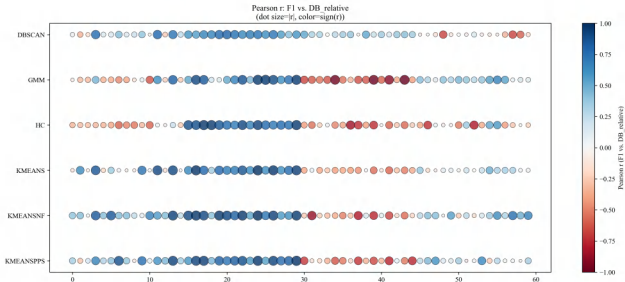 Pearson r: F1 vs. DB_relative
(dot size=|r|, color=sign(r))
DBSCAN
GMM
HC
KMEANS
KMEANSNF
KMEANSPPS
0 10 20 30 40 50 60
1.00
0.75
0.50
0.25
0.00
−0.25
−0.50
−0.75
−1.00
Pearson r (F1 vs. DB_relative)